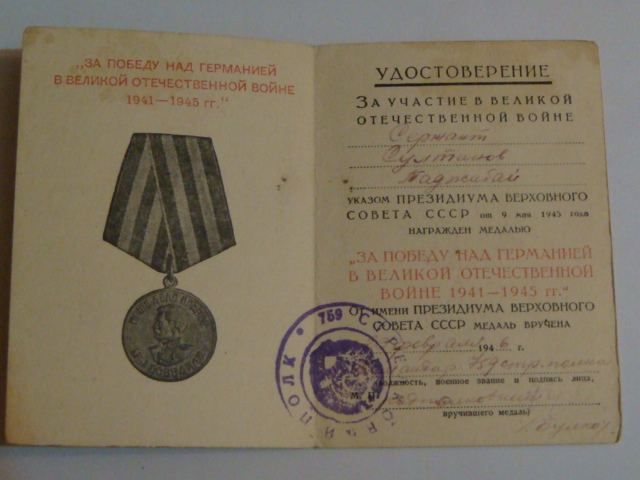 „ЗА ПОБЕДУ НАД ГЕРМАНИЕЙ
В ВЕЛИКОЙ ОТЕЧЕСТВЕННОЙ ВОЙНЕ
1941—1945 гг.“
УДОСТОВЕРЕНИЕ
ЗА УЧАСТИЕ В ВЕЛИКОЙ
ОТЕЧЕСТВЕННОЙ ВОЙНЕ
Сержант
Султанов
Таджибай
УКАЗОМ ПРЕЗИДИУМА ВЕРХОВНОГО
СОВЕТА СССР от 9 мая 1945 года
НАГРАЖДЕН МЕДАЛЬЮ
„ЗА ПОБЕДУ НАД ГЕРМАНИЕЙ
В ВЕЛИКОЙ ОТЕЧЕСТВЕННОЙ
ВОЙНЕ 1941—1945 гг.“
ОТ ИМЕНИ ПРЕЗИДИУМА ВЕРХОВНОГО
СОВЕТА СССР МЕДАЛЬ ВРУЧЕНА
февраля 1946 г.
полка
(должность, военное звание и подпись лица,
М. П.
вручившего медаль)
759 ПОЛК